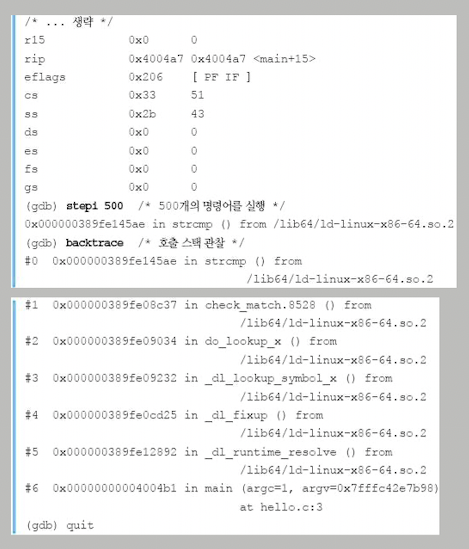 /* ... 생략 */
r15 0x0 0
rip 0x4004a7 0x4004a7 <main+15>
eflags 0x206 [ PF IF ]
cs 0x33 51
ss 0x2b 43
ds 0x0 0
es 0x0 0
fs 0x0 0
gs 0x0 0
(gdb) stepi 500 /* 500개의 명령어를 실행 */
0x000000389fe145ae in strcmp () from /lib64/ld-linux-x86-64.so.2
(gdb) backtrace /* 호출 스택 관찰 */
#0 0x000000389fe145ae in strcmp () from
/lib64/ld-linux-x86-64.so.2
#1 0x000000389fe08c37 in check_match.8528 () from
/lib64/ld-linux-x86-64.so.2
#2 0x000000389fe09034 in do_lookup_x () from
/lib64/ld-linux-x86-64.so.2
#3 0x000000389fe09232 in _dl_lookup_symbol_x () from
/lib64/ld-linux-x86-64.so.2
#4 0x000000389fe0cd25 in _dl_fixup () from
/lib64/ld-linux-x86-64.so.2
#5 0x000000389fe12892 in _dl_runtime_resolve () from
/lib64/ld-linux-x86-64.so.2
#6 0x00000000004004b1 in main (argc=1, argv=0x7fffc42e7b98)
at hello.c:3
(gdb) quit